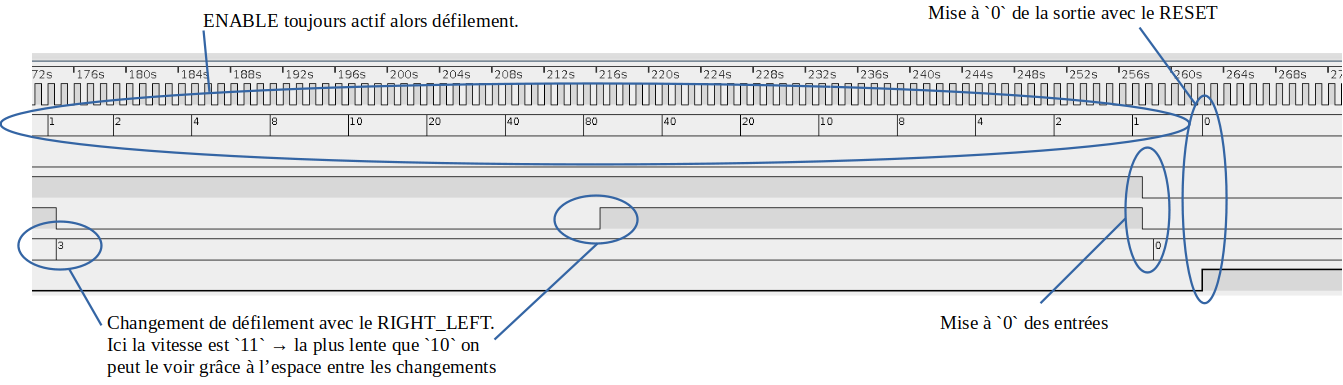 ENABLE toujours actif alors défilement.
Mise à `0` de la sortie avec le RESET
72s 176s 180s 184s 188s 192s 196s 200s 204s 208s 212s 216s 220s 224s 228s 232s 236s 240s 244s 248s 252s 256s 260s 264s 268s 27
1 2 4 8 10 20 40 80 40 20 10 8 4 2 1 0
3 0
Changement de défilement avec le RIGHT_LEFT.
Ici la vitesse est `11` → la plus lente que `10` on
peut le voir grâce à l’espace entre les changements
Mise à `0` des entrées